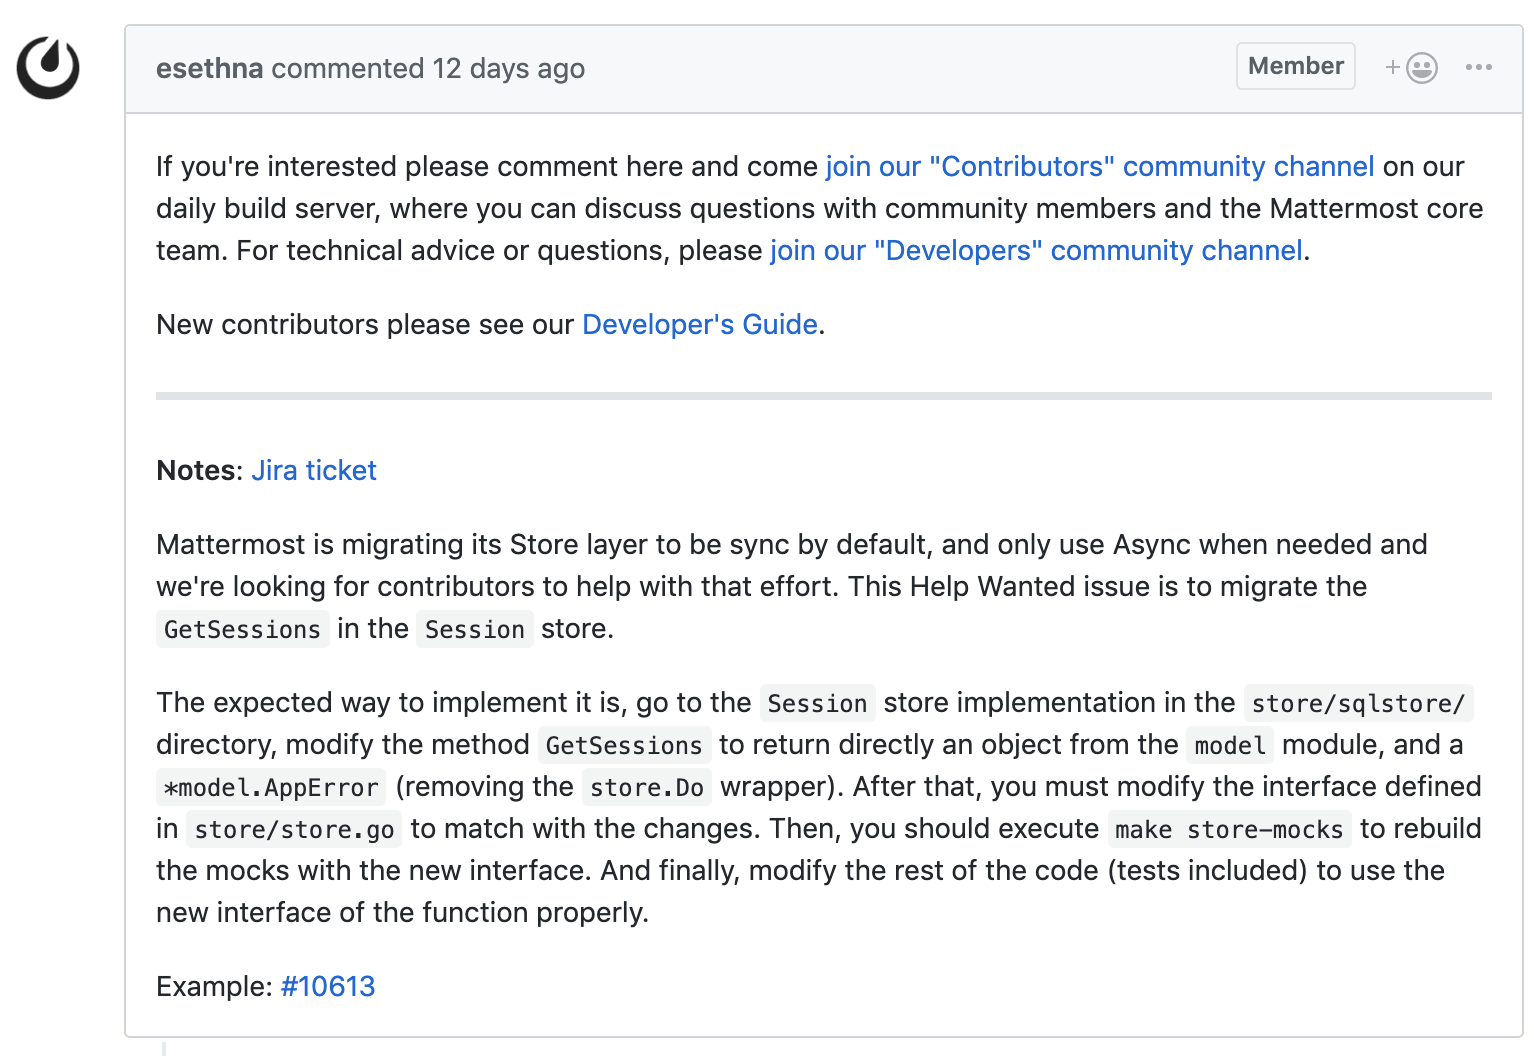 esethna commented 12 days ago
Member
If you're interested please comment here and come join our "Contributors" community channel on our
daily build server, where you can discuss questions with community members and the Mattermost core
team. For technical advice or questions, please join our "Developers" community channel.
New contributors please see our Developer's Guide.
Notes: Jira ticket
Mattermost is migrating its Store layer to be sync by default, and only use Async when needed and
we're looking for contributors to help with that effort. This Help Wanted issue is to migrate the
GetSessions in the Session store.
The expected way to implement it is, go to the Session store implementation in the store/sqlstore/
directory, modify the method GetSessions to return directly an object from the model module, and a
*model.AppError (removing the store.Do wrapper). After that, you must modify the interface defined
in store/store.go to match with the changes. Then, you should execute make store-mocks to rebuild
the mocks with the new interface. And finally, modify the rest of the code (tests included) to use the
new interface of the function properly.
Example: #10613